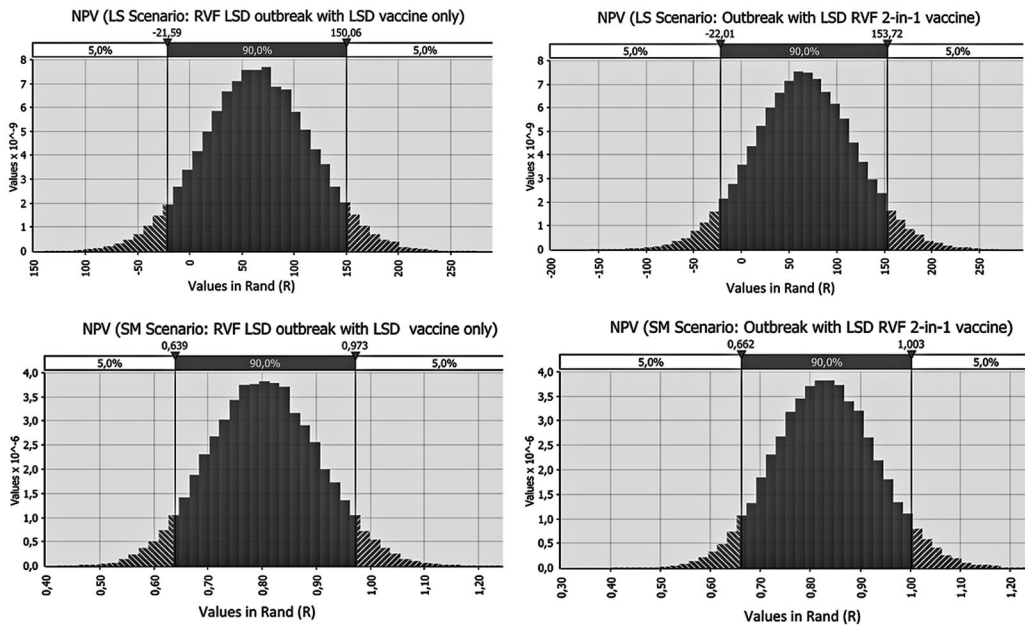 NPV (LS Scenario: RVF LSD outbreak with LSD vaccine only)
-21,59 150,06
5,0% 90,0% 5,0%
8
7
6
5
4
3
2
1
0
Values x 10^-9
150 -100 -50 0 50 100 150 200 250
Values in Rand (R)
NPV (LS Scenario: Outbreak with LSD RVF 2-in-1 vaccine)
-22,01 153,72
5,0% 90,0% 5,0%
8
7
6
5
4
3
2
1
0
Values x 10^-9
-200 -150 -100 -50 0 50 100 150 200 250
Values in Rand (R)
NPV (SM Scenario: RVF LSD outbreak with LSD vaccine only)
0,639 0,973
5,0% 90,0% 5,0%
4,0
3,5
3,0
2,5
2,0
1,5
1,0
0,5
0,0
Values x 10^-6
0,40 0,50 0,60 0,70 0,80 0,90 1,00 1,10 1,20
Values in Rand (R)
NPV (SM Scenario: Outbreak with LSD RVF 2-in-1 vaccine)
0,662 1,003
5,0% 90,0% 5,0%
4,0
3,5
3,0
2,5
2,0
1,5
1,0
0,5
0,0
Values x 10^-6
0,30 0,40 0,50 0,60 0,70 0,80 0,90 1,00 1,10 1,20
Values in Rand (R)